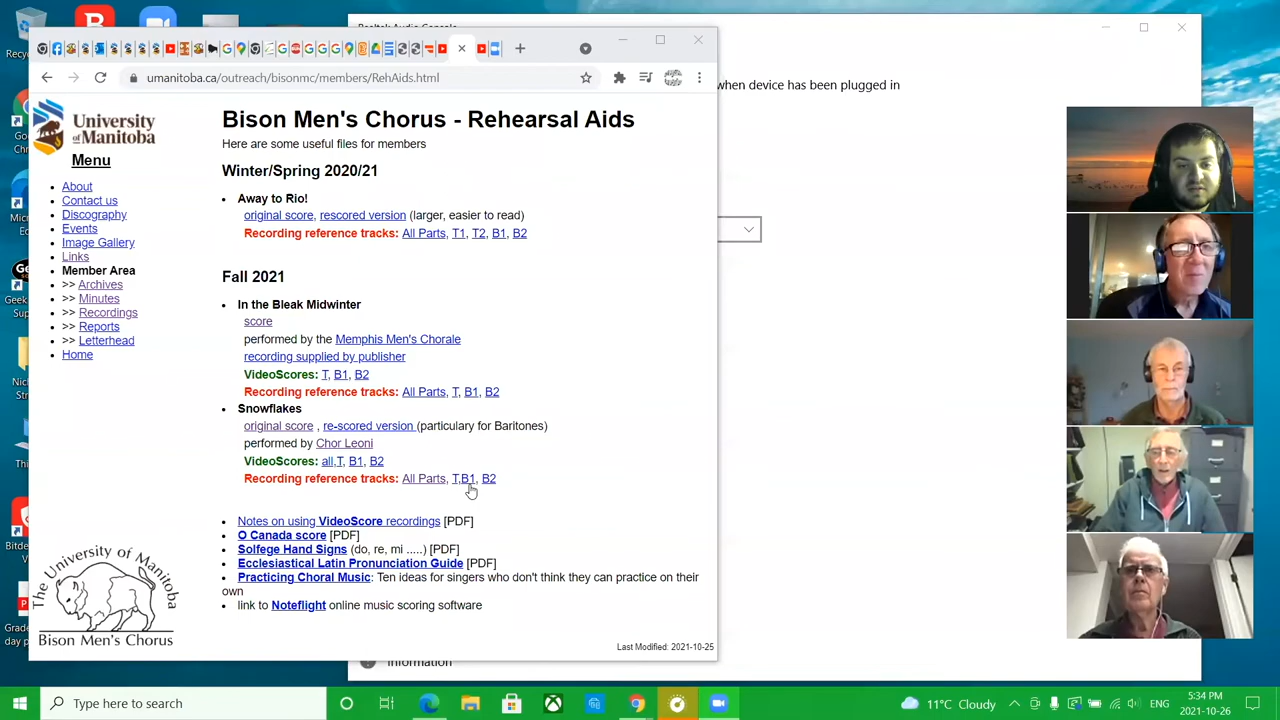 umanitoba.ca/outreach/bisonmc/members/RehAids.html
when device has been plugged in
University
of Manitoba
Menu
About
Contact us
Discography
Events
Image Gallery
Links
Member Area
>> Archives
>> Minutes
>> Recordings
>> Reports
>> Letterhead
Home
Bison Men's Chorus - Rehearsal Aids
Here are some useful files for members
Winter/Spring 2020/21
Away to Rio!
original score, rescored version (larger, easier to read)
Recording reference tracks: All Parts, T1, T2, B1, B2
Fall 2021
In the Bleak Midwinter
score
performed by the Memphis Men's Chorale
recording supplied by publisher
VideoScores: T, B1, B2
Recording reference tracks: All Parts, T, B1, B2
Snowflakes
original score , re-scored version (particulary for Baritones)
performed by Chor Leoni
VideoScores: all,T, B1, B2
Recording reference tracks: All Parts, T,B1, B2
Notes on using VideoScore recordings [PDF]
O Canada score [PDF]
Solfege Hand Signs (do, re, mi .....) [PDF]
Ecclesiastical Latin Pronunciation Guide [PDF]
Practicing Choral Music: Ten ideas for singers who don't think they can practice on their
own
link to Noteflight online music scoring software
Last Modified: 2021-10-25
The University of Manitoba
Bison Men's Chorus
Information
Type here to search
11°C Cloudy
ENG
5:34 PM
2021-10-26